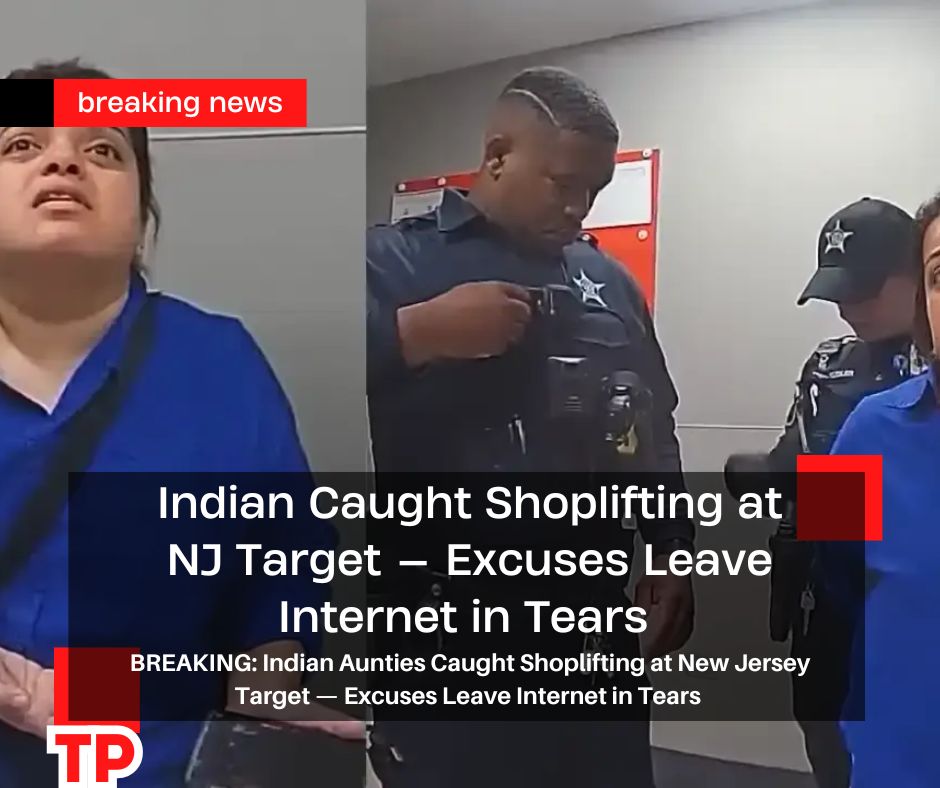 breaking news
Indian Caught Shoplifting at
NJ Target — Excuses Leave
Internet in Tears
BREAKING: Indian Aunties Caught Shoplifting at New Jersey
Target — Excuses Leave Internet in Tears
TP